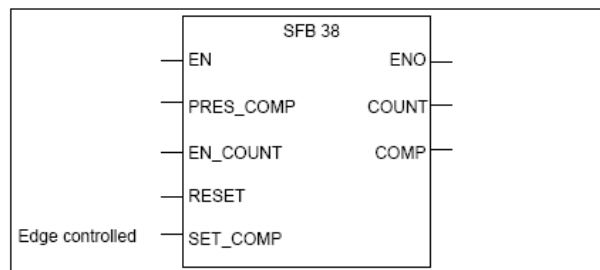 SFB 38
EN ENO
PRES_COMP COUNT
EN_COUNT COMP
RESET
Edge controlled SET_COMP